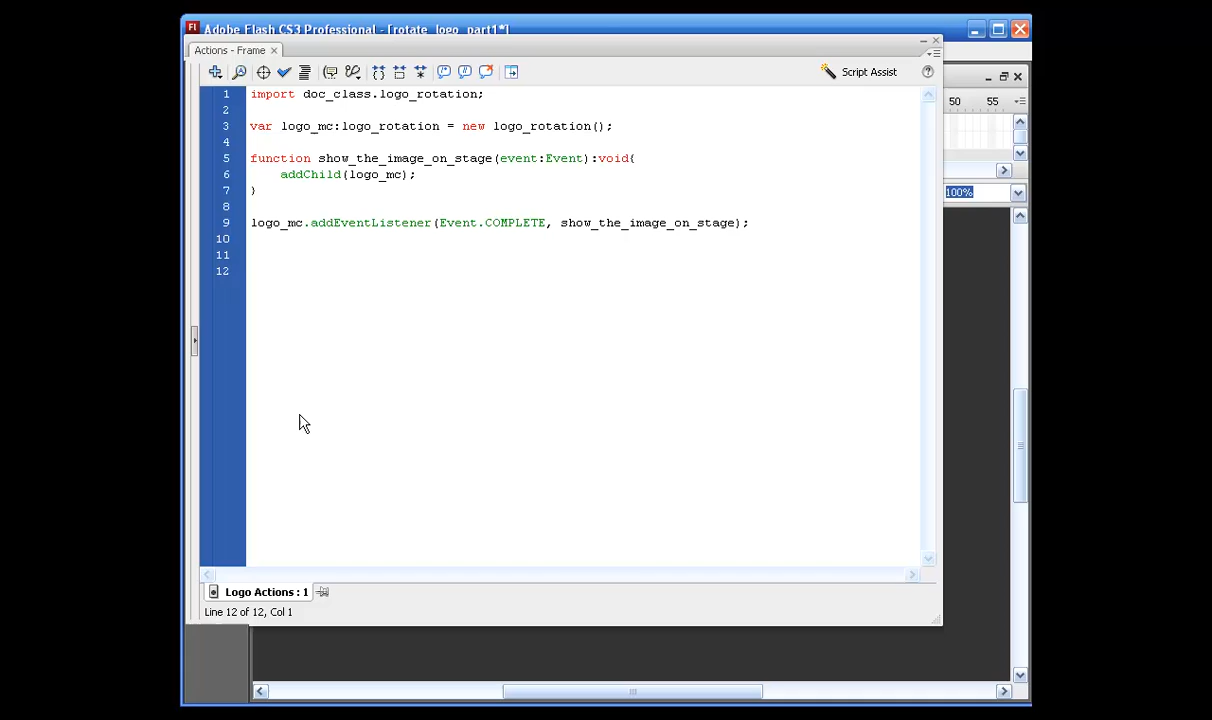 Adobe Flash CS3 Professional - [rotate_logo_part1*]
Actions - Frame
Script Assist
50 55
100%
1 import doc_class.logo_rotation;
2
3 var logo_mc:logo_rotation = new logo_rotation();
4
5 function show_the_image_on_stage(event:Event):void{
6 addChild(logo_mc);
7 }
8
9 logo_mc.addEventListener(Event.COMPLETE, show_the_image_on_stage);
10
11
12
Logo Actions : 1
Line 12 of 12, Col 1